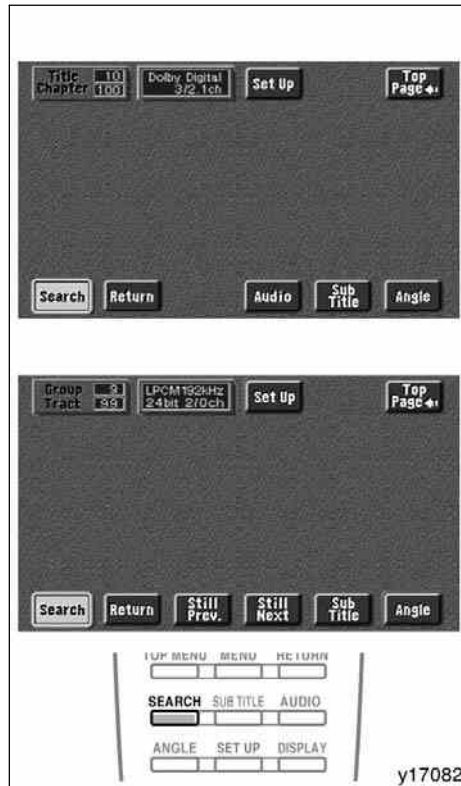 Title 10
Chapter 100
Dolby Digital
3/2.1ch
Set Up
Top
Page
Search
Return
Audio
Sub
Title
Angle
Group 9
Track 99
LPCM192kHz
24bit 2/0ch
Set Up
Top
Page
Search
Return
Still
Prev.
Still
Next
Sub
Title
Angle
TOP MENU MENU RETURN
SEARCH SUB TITLE AUDIO
ANGLE SET UP DISPLAY
y17082